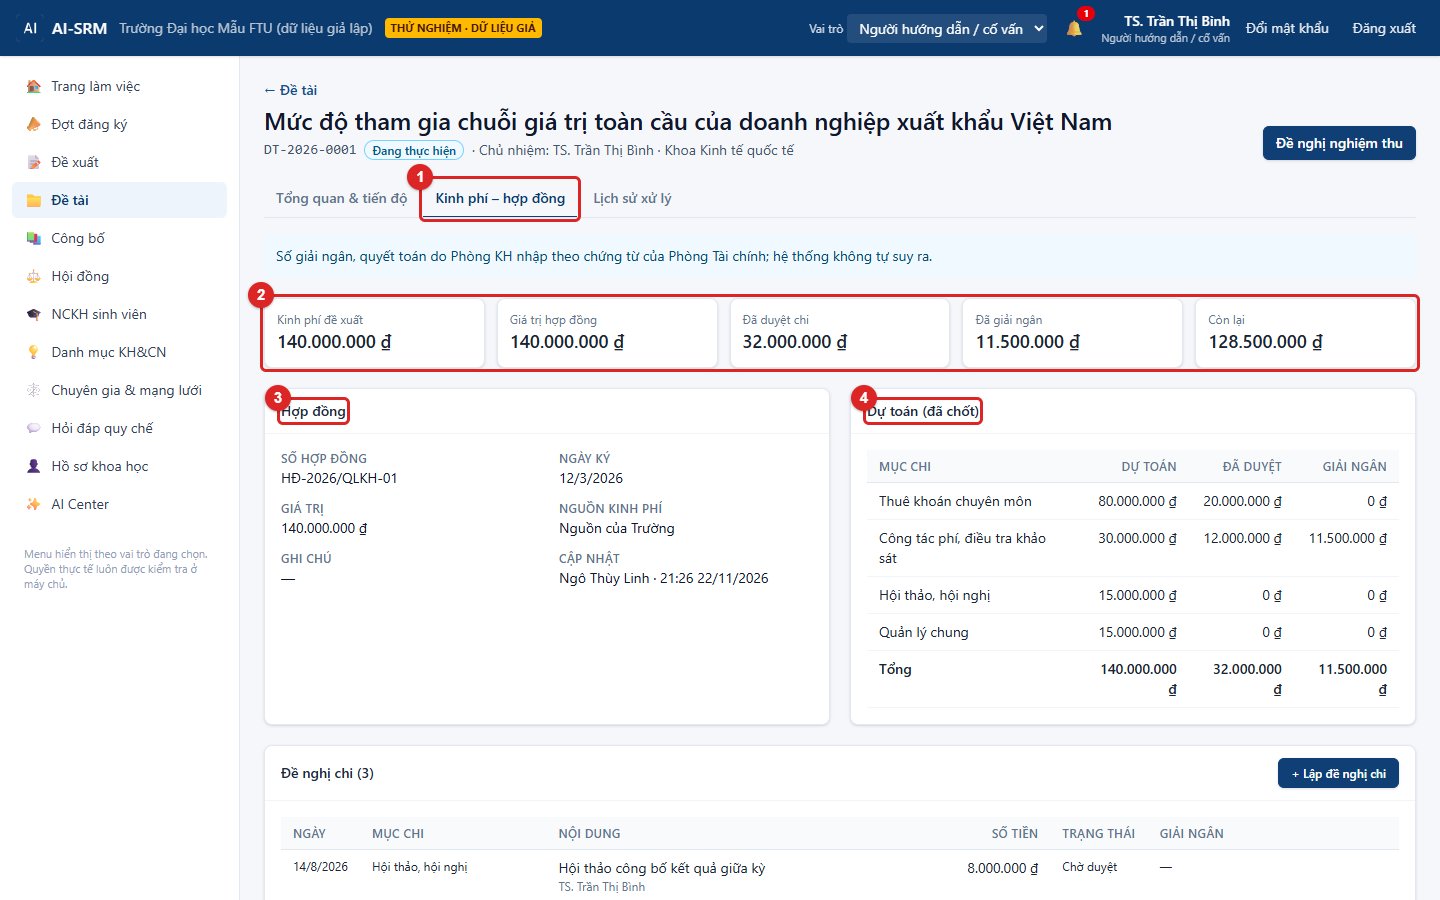 AI AI-SRM Trường Đại học Mẫu FTU (dữ liệu giả lập) THỬ NGHIỆM · DỮ LIỆU GIẢ Vai trò Người hướng dẫn / cố vấn 1 TS. Trần Thị Bình Đổi mật khẩu Đăng xuất
Người hướng dẫn / cố vấn
Trang làm việc
Đợt đăng ký
Đề xuất
Đề tài
Công bố
Hội đồng
NCKH sinh viên
Danh mục KH&CN
Chuyên gia & mạng lưới
Hỏi đáp quy chế
Hồ sơ khoa học
AI Center
Menu hiển thị theo vai trò đang chọn.
Quyền thực tế luôn được kiểm tra ở
máy chủ.
← Đề tài
Mức độ tham gia chuỗi giá trị toàn cầu của doanh nghiệp xuất khẩu Việt Nam
DT-2026-0001 Đang thực hiện · Chủ nhiệm: TS. Trần Thị Bình · Khoa Kinh tế quốc tế
Đề nghị nghiệm thu
1
Tổng quan & tiến độ Kinh phí – hợp đồng Lịch sử xử lý
Số giải ngân, quyết toán do Phòng KH nhập theo chứng từ của Phòng Tài chính; hệ thống không tự suy ra.
2
Kinh phí đề xuất
140.000.000 ₫
Giá trị hợp đồng
140.000.000 ₫
Đã duyệt chi
32.000.000 ₫
Đã giải ngân
11.500.000 ₫
Còn lại
128.500.000 ₫
3
Hợp đồng
SỐ HỢP ĐỒNG
HĐ-2026/QLKH-01
NGÀY KÝ
12/3/2026
GIÁ TRỊ
140.000.000 ₫
NGUỒN KINH PHÍ
Nguồn của Trường
GHI CHÚ
—
CẬP NHẬT
Ngô Thùy Linh · 21:26 22/11/2026
4
Dự toán (đã chốt)
MỤC CHI DỰ TOÁN ĐÃ DUYỆT GIẢI NGÂN
Thuê khoán chuyên môn 80.000.000 ₫ 20.000.000 ₫ 0 ₫
Công tác phí, điều tra khảo 30.000.000 ₫ 12.000.000 ₫ 11.500.000 ₫
sát
Hội thảo, hội nghị 15.000.000 ₫ 0 ₫ 0 ₫
Quản lý chung 15.000.000 ₫ 0 ₫ 0 ₫
Tổng 140.000.000 32.000.000 11.500.000
₫ ₫ ₫
Đề nghị chi (3)
+ Lập đề nghị chi
NGÀY MỤC CHI NỘI DUNG SỐ TIỀN TRẠNG THÁI GIẢI NGÂN
14/8/2026 Hội thảo, hội nghị Hội thảo công bố kết quả giữa kỳ 8.000.000 ₫ Chờ duyệt —
TS. Trần Thị Bình